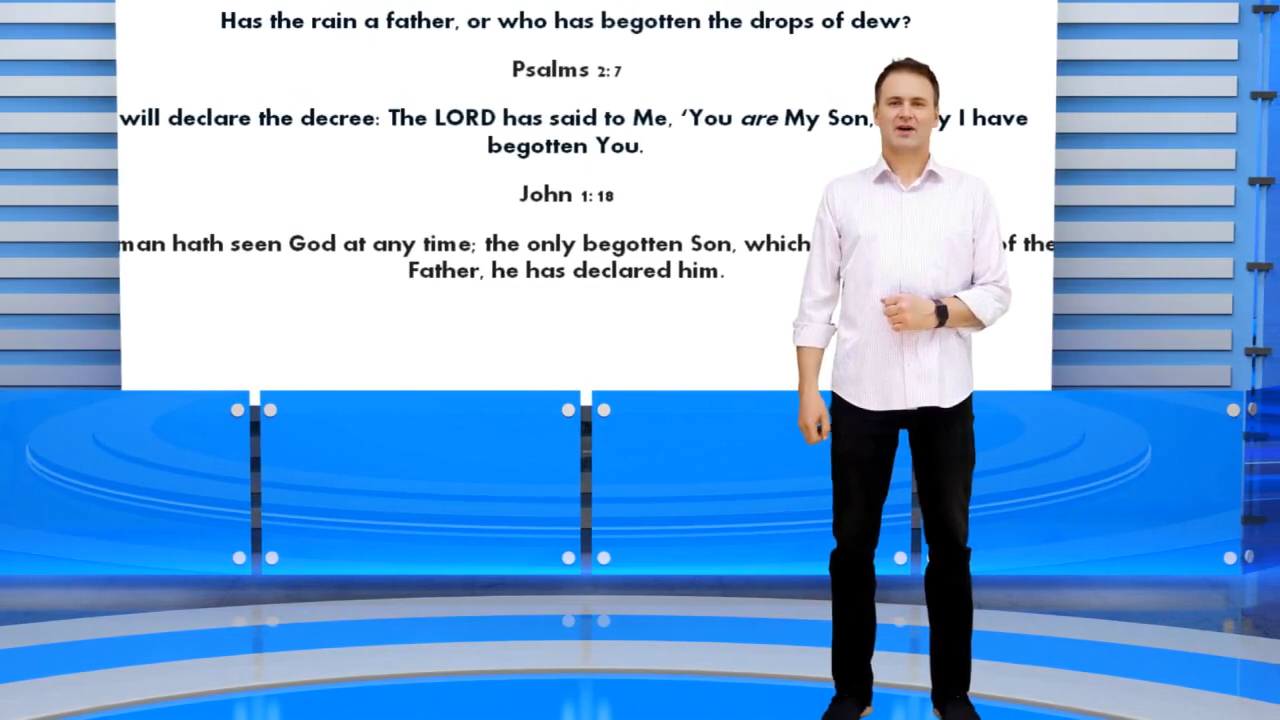 Has the rain a father, or who has begotten the drops of dew?
Psalms 2:7
will declare the decree: The LORD has said to Me, ‘You are My Son, y I have
begotten You.
John 1:18
man hath seen God at any time; the only begotten Son, which of the
Father, he has declared him.